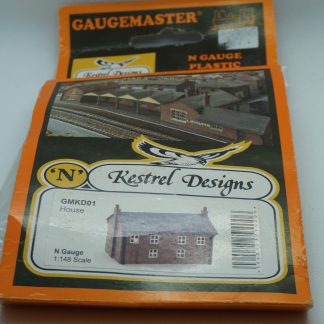 GAUGEMASTER®
N GAUGE
PLASTIC
Kestrel Designs
'N'
Kestrel Designs
GMKD01
House
N Gauge
1:148 Scale